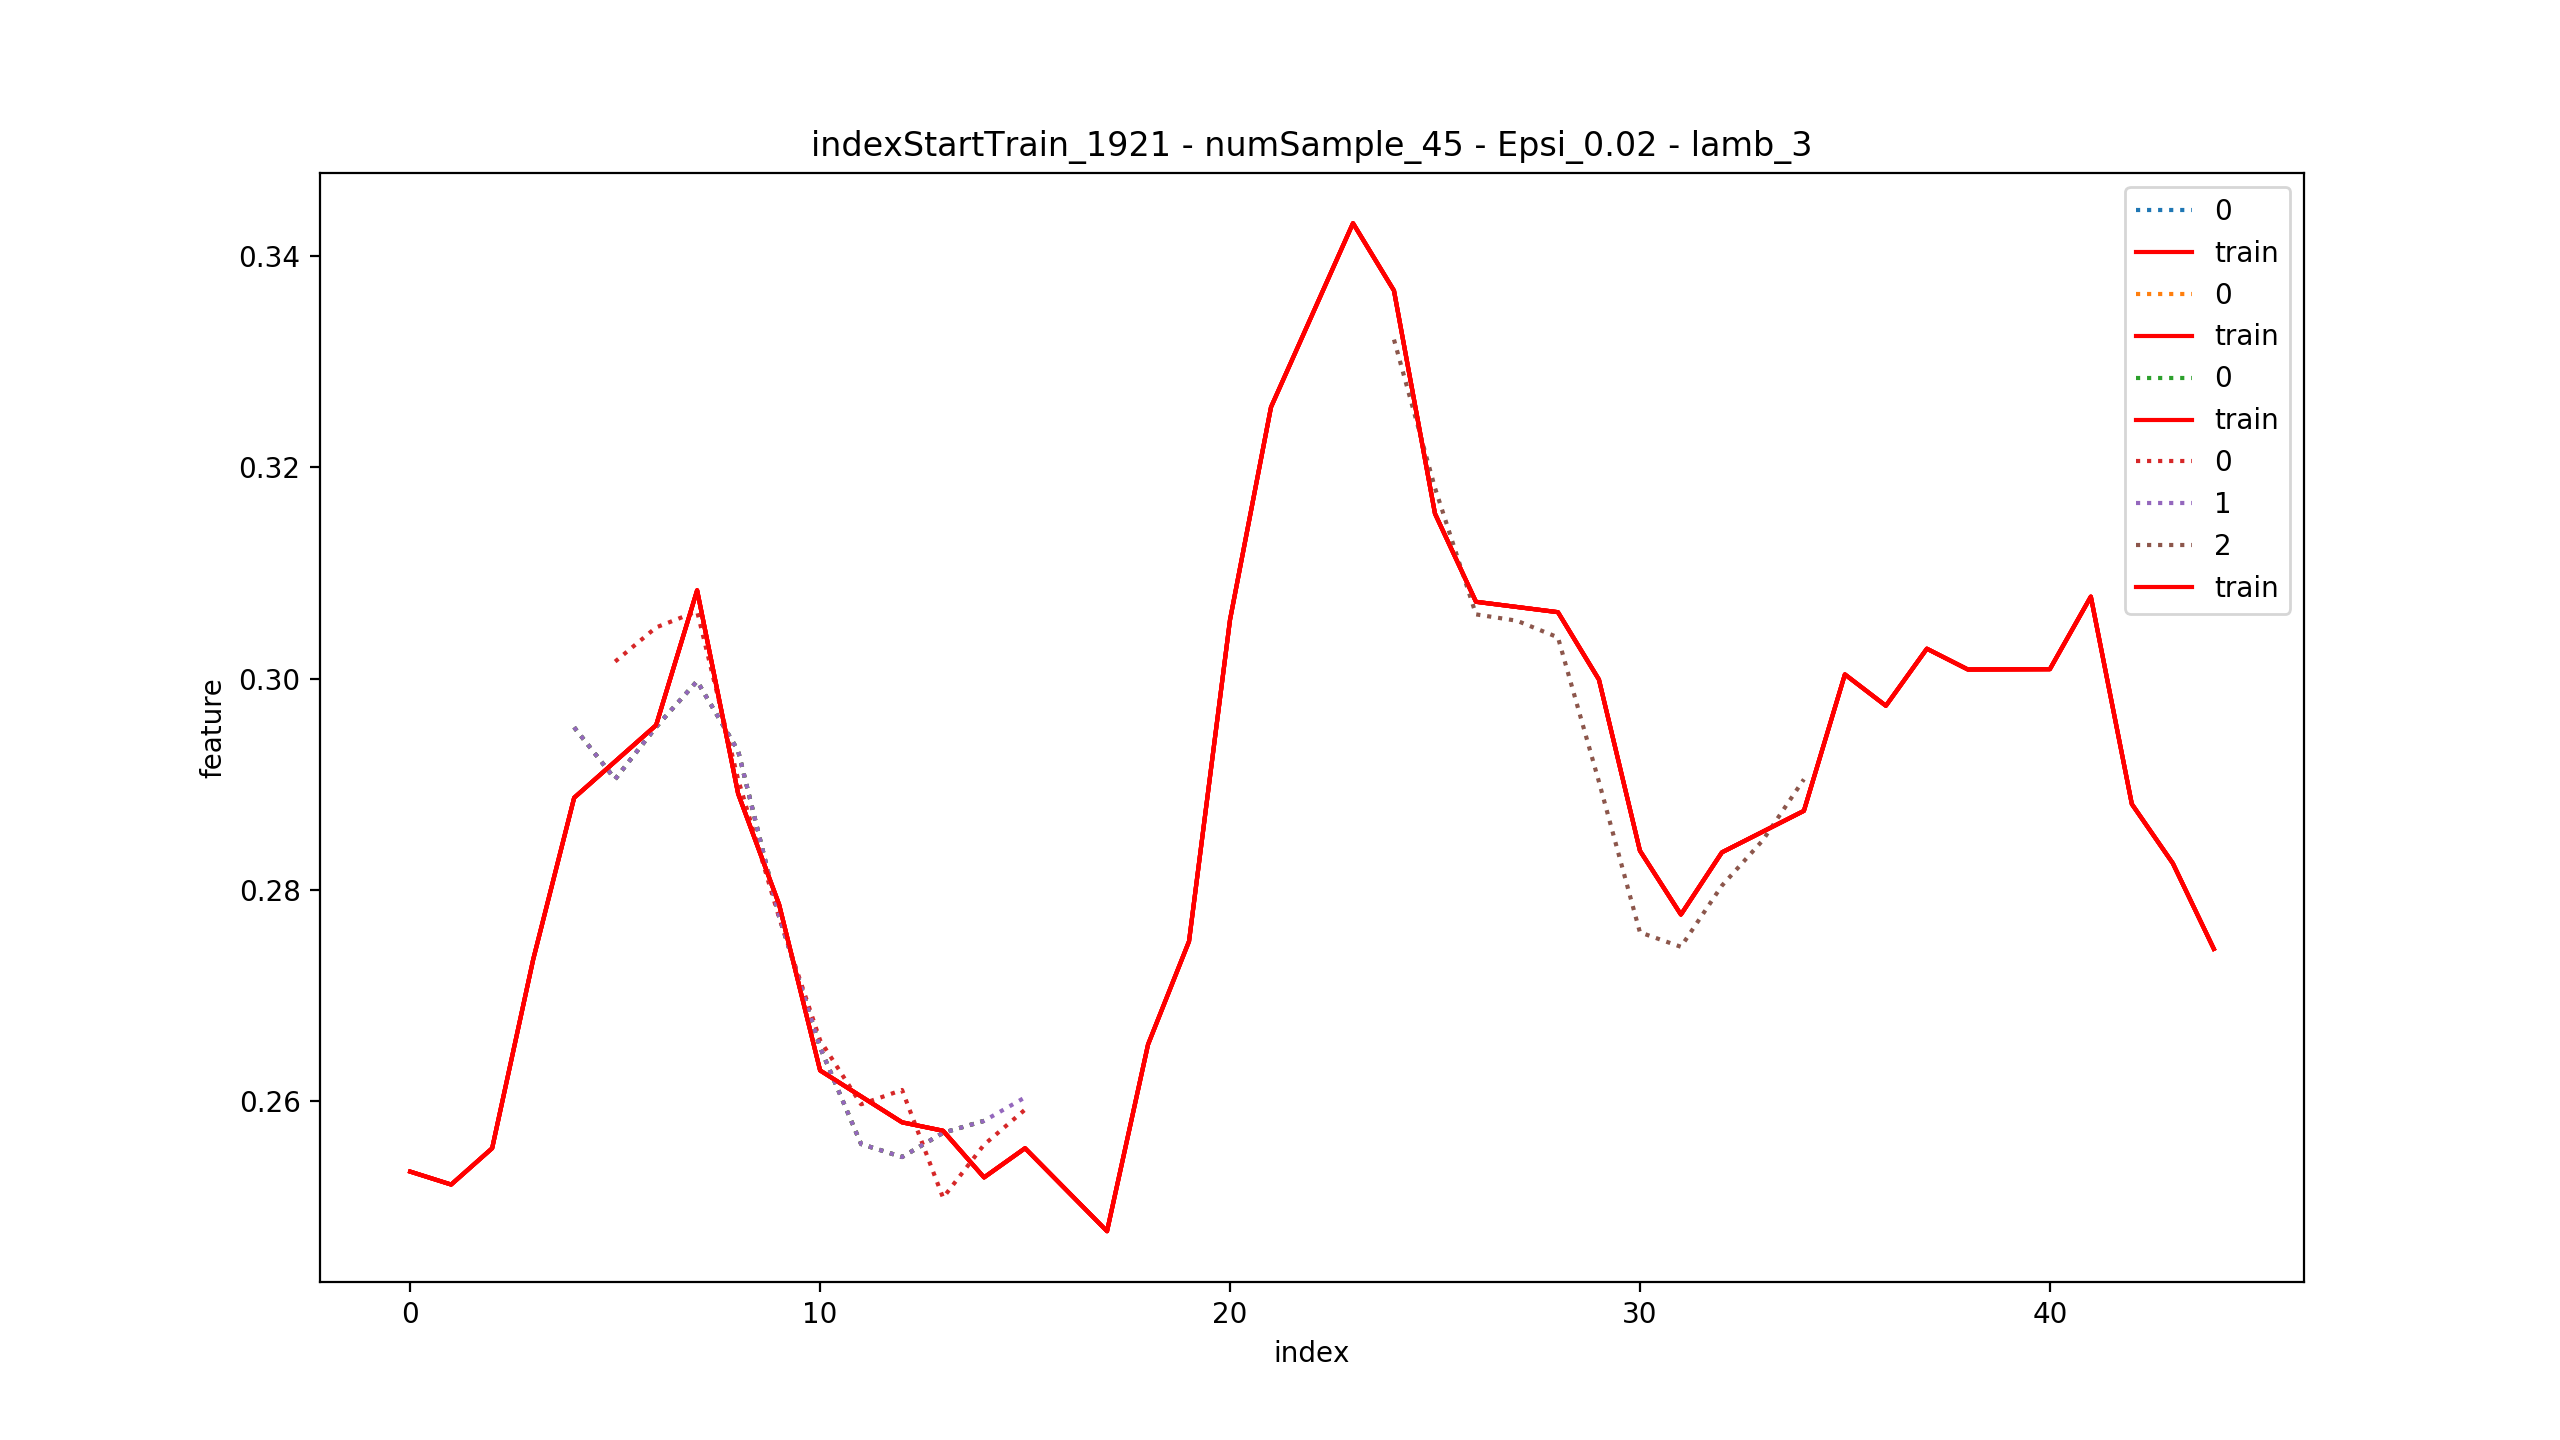 indexStartTrain_1921 - numSample_45 - Epsi_0.02 - lamb_3
0
train
0
train
0
train
0
1
2
train
0.34
0.32
0.30
0.28
0.26
feature
0 10 20 30 40
index